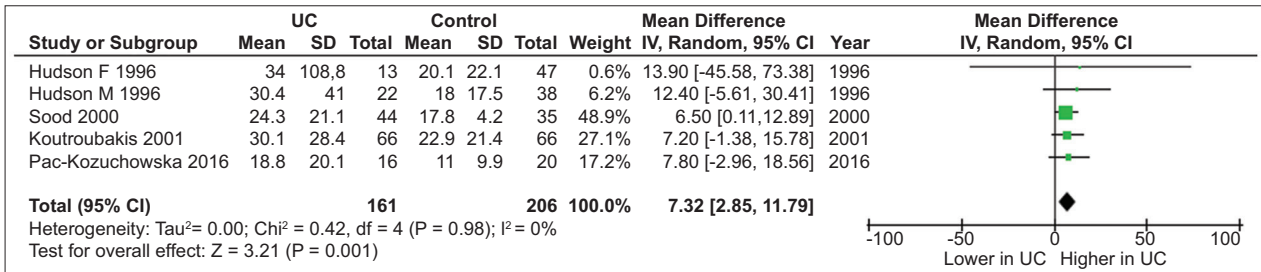 UC Control Mean Difference Mean Difference
Study or Subgroup Mean SD Total Mean SD Total Weight IV, Random, 95% CI Year IV, Random, 95% CI
Hudson F 1996 34 108,8 13 20.1 22.1 47 0.6% 13.90 [-45.58, 73.38] 1996
Hudson M 1996 30.4 41 22 18 17.5 38 6.2% 12.40 [-5.61, 30.41] 1996
Sood 2000 24.3 21.1 44 17.8 4.2 35 48.9% 6.50 [0.11,12.89] 2000
Koutroubakis 2001 30.1 28.4 66 22.9 21.4 66 27.1% 7.20 [-1.38, 15.78] 2001
Pac-Kozuchowska 2016 18.8 20.1 16 11 9.9 20 17.2% 7.80 [-2.96, 18.56] 2016
Total (95% CI) 161 206 100.0% 7.32 [2.85, 11.79]
Heterogeneity: Tau²= 0.00; Chi² = 0.42, df = 4 (P = 0.98); I² = 0%
Test for overall effect: Z = 3.21 (P = 0.001)
-100 -50 0 50 100
Lower in UC Higher in UC